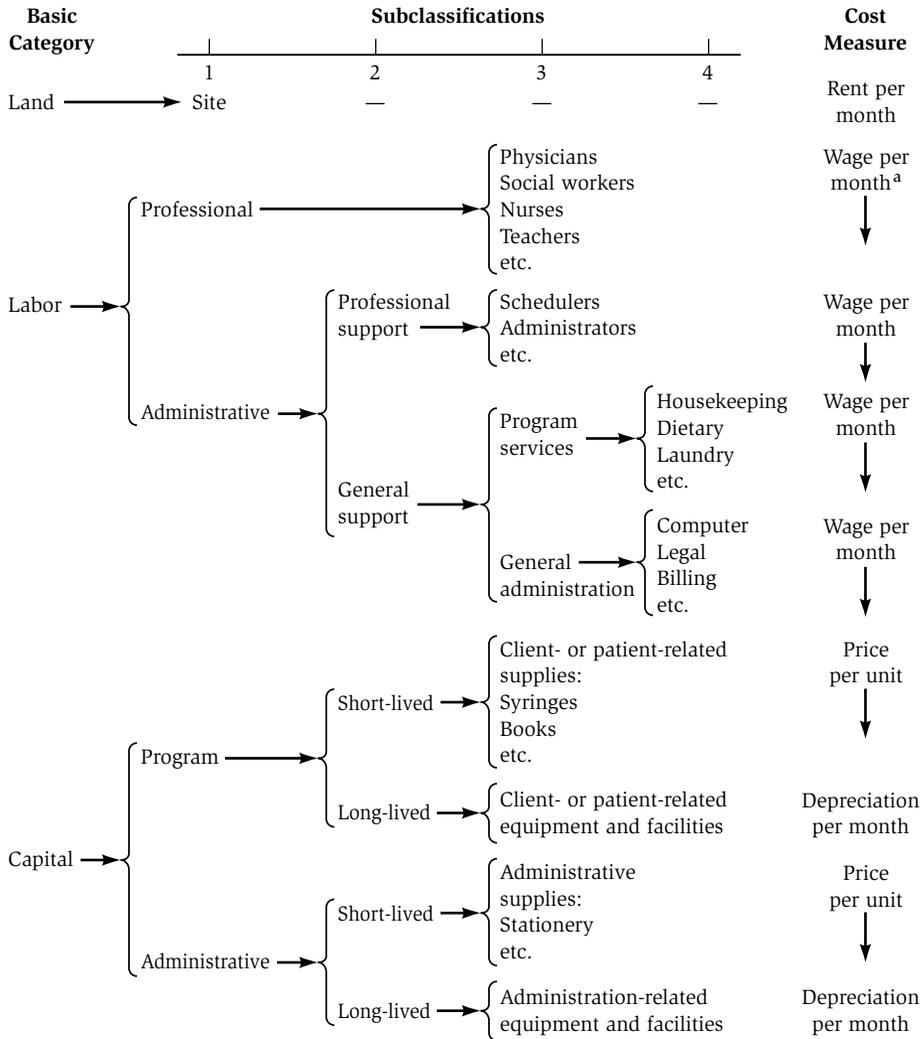 Basic
Category
Subclassifications
Cost
Measure
1
2
3
4
Land
Site
—
—
—
Rent per
month
Labor
Professional
Physicians
Social workers
Nurses
Teachers
etc.
Wage per
monthᵃ
Administrative
Professional
support
Schedulers
Administrators
etc.
Wage per
month
General
support
Program
services
Housekeeping
Dietary
Laundry
etc.
Wage per
month
General
administration
Computer
Legal
Billing
etc.
Wage per
month
Capital
Program
Short-lived
Client- or patient-related
supplies:
Syringes
Books
etc.
Price
per unit
Long-lived
Client- or patient-related
equipment and facilities
Depreciation
per month
Administrative
Short-lived
Administrative
supplies:
Stationery
etc.
Price
per unit
Long-lived
Administration-related
equipment and facilities
Depreciation
per month